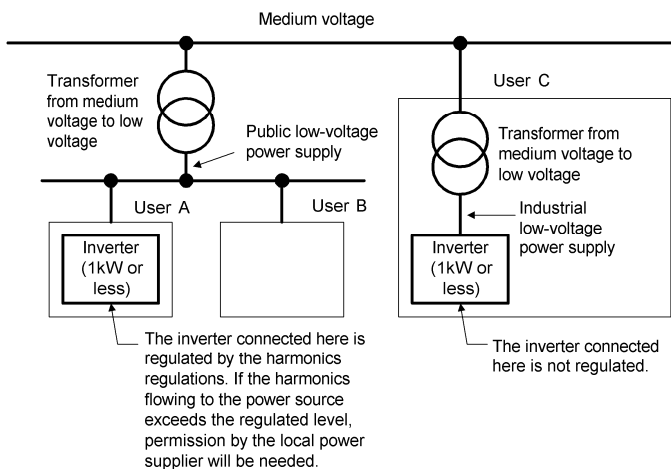 Medium voltage
Transformer
from medium
voltage to low
voltage
Public low-voltage
power supply
User A
User B
Inverter
(1kW or
less)
The inverter connected here is
regulated by the harmonics
regulations. If the harmonics
flowing to the power source
exceeds the regulated level,
permission by the local power
supplier will be needed.
User C
Transformer from
medium voltage to
low voltage
Industrial
low-voltage
power supply
Inverter
(1kW or
less)
The inverter connected
here is not regulated.